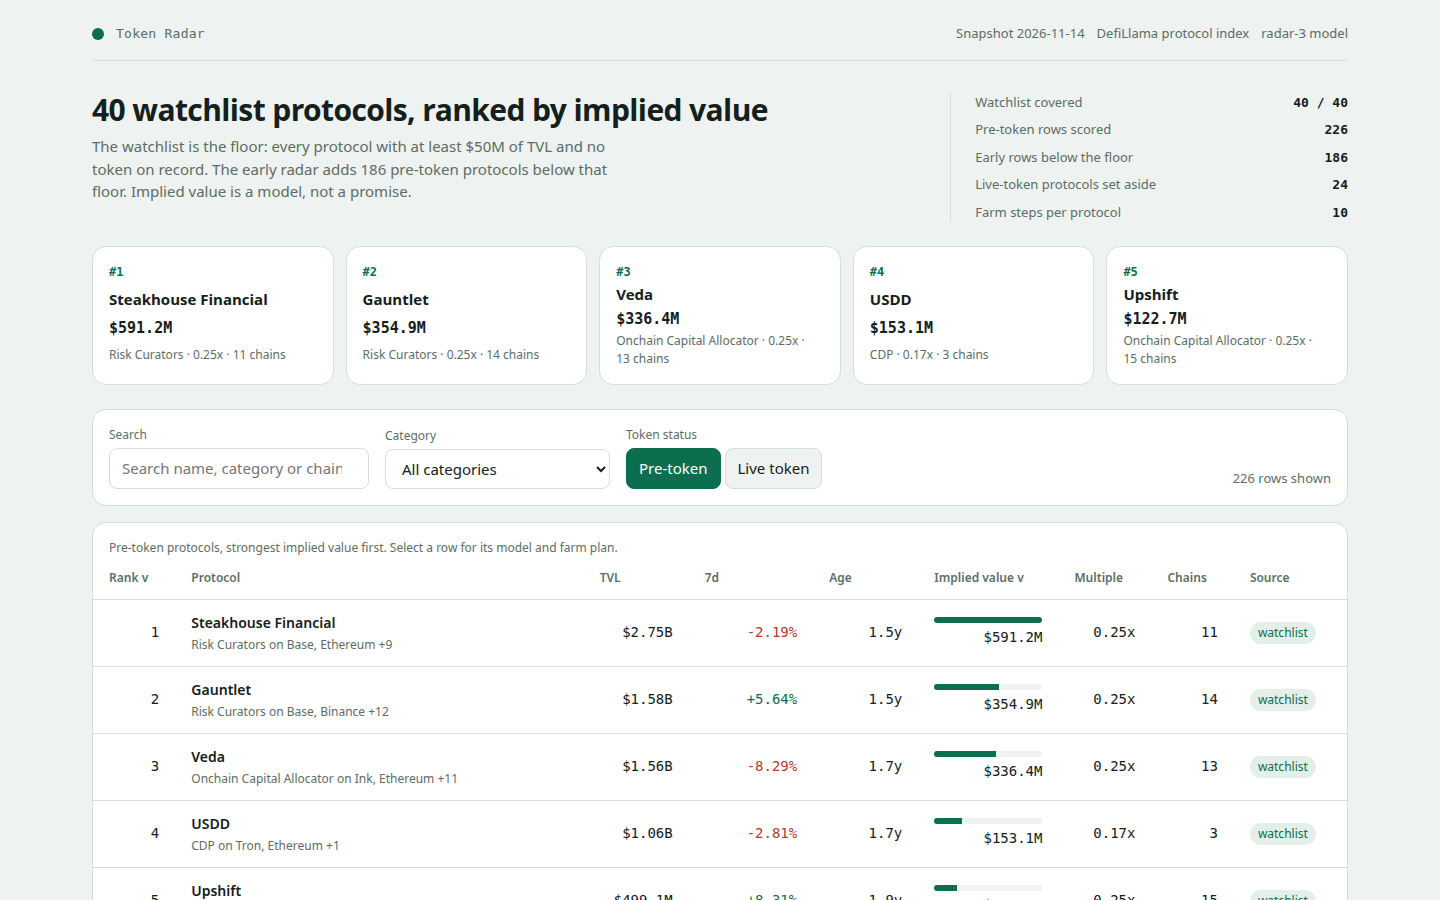 Token Radar
Snapshot 2026-11-14 DefiLlama protocol index radar-3 model
40 watchlist protocols, ranked by implied value
The watchlist is the floor: every protocol with at least $50M of TVL and no
token on record. The early radar adds 186 pre-token protocols below that
floor. Implied value is a model, not a promise.
Watchlist covered 40 / 40
Pre-token rows scored 226
Early rows below the floor 186
Live-token protocols set aside 24
Farm steps per protocol 10
#1
Steakhouse Financial
$591.2M
Risk Curators · 0.25x · 11 chains
#2
Gauntlet
$354.9M
Risk Curators · 0.25x · 14 chains
#3
Veda
$336.4M
Onchain Capital Allocator · 0.25x ·
13 chains
#4
USDD
$153.1M
CDP · 0.17x · 3 chains
#5
Upshift
$122.7M
Onchain Capital Allocator · 0.25x ·
15 chains
Search
Search name, category or chain
Category
All categories
Token status
Pre-token Live token
226 rows shown
Pre-token protocols, strongest implied value first. Select a row for its model and farm plan.
Rank v Protocol TVL 7d Age Implied value v Multiple Chains Source
1 Steakhouse Financial $2.75B -2.19% 1.5y $591.2M 0.25x 11 watchlist
Risk Curators on Base, Ethereum +9
2 Gauntlet $1.58B +5.64% 1.5y $354.9M 0.25x 14 watchlist
Risk Curators on Base, Binance +12
3 Veda $1.56B -8.29% 1.7y $336.4M 0.25x 13 watchlist
Onchain Capital Allocator on Ink, Ethereum +11
4 USDD $1.06B -2.81% 1.7y $153.1M 0.17x 3 watchlist
CDP on Tron, Ethereum +1
Upshift